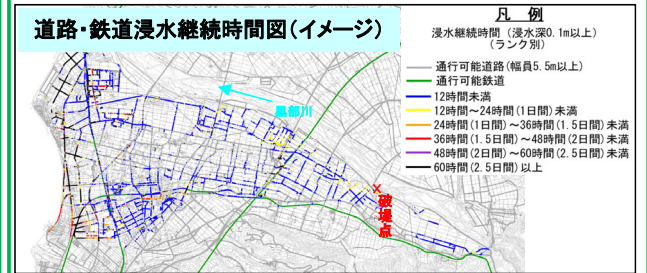 道路・鉄道浸水継続時間図(イメージ)
凡 例
浸水継続時間（浸水深0.1m以上）
（ランク別）
通行可能道路(幅員5.5m以上)
通行可能鉄道
12時間未満
12時間～24時間(1日間)未満
24時間(1日間)～36時間(1.5日間)未満
36時間(1.5日間)～48時間(2日間)未満
48時間(2日間)～60時間(2.5日間)未満
60時間(2.5日間)以上
黒部川
破堤点